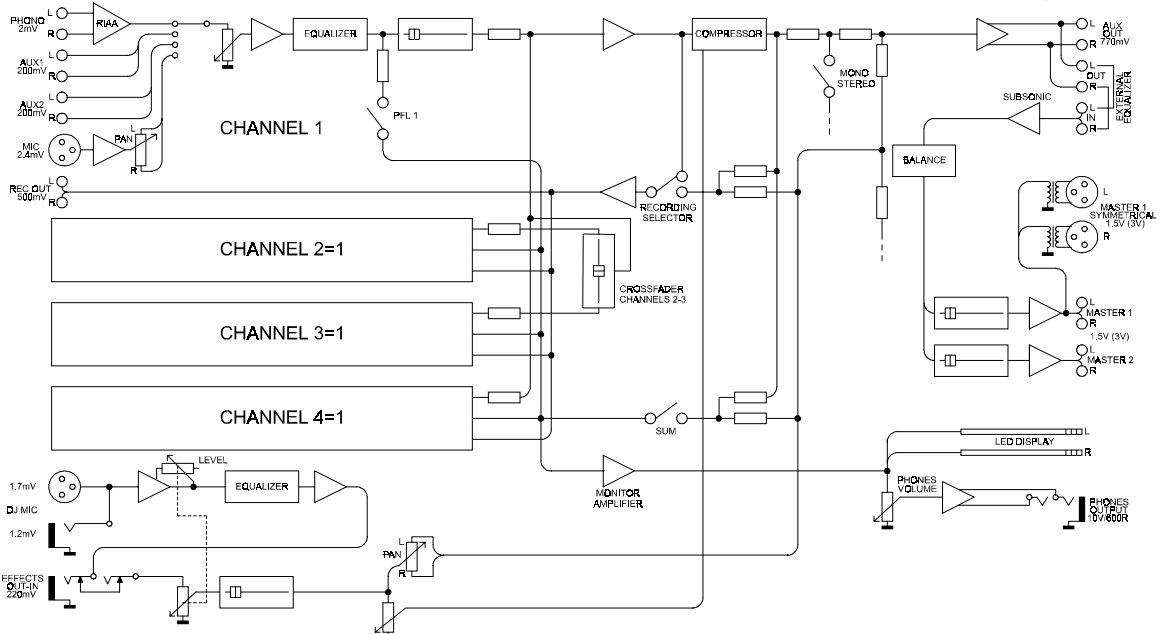 L
PHONO
2mV
R
RIAA
L
AUX1
200mV
R
L
AUX2
200mV
R
MIC
2.4mV
PAN
L
R
L
REC OUT
500mV
R
EQUALIZER
PFL 1
CHANNEL 1
COMPRESSOR
MONO
STEREO
RECORDING
SELECTOR
L
AUX
OUT
770mV
R
L
OUT
R
SUBSONIC
L
IN
R
EXTERNAL
EQUALIZER
BALANCE
L
MASTER 1
SYMMETRICAL
1.5V (3V)
R
CHANNEL 2=1
CROSSFADER
CHANNELS 2-3
CHANNEL 3=1
L
MASTER 1
R
1.5V (3V)
L
MASTER 2
R
CHANNEL 4=1
SUM
L
LED DISPLAY
R
LEVEL
1.7mV
EQUALIZER
MONITOR
AMPLIFIER
PHONES
VOLUME
PHONES
OUTPUT
10V/600R
DJ MIC
1.2mV
L
PAN
R
EFFECTS
OUT-IN
220mV